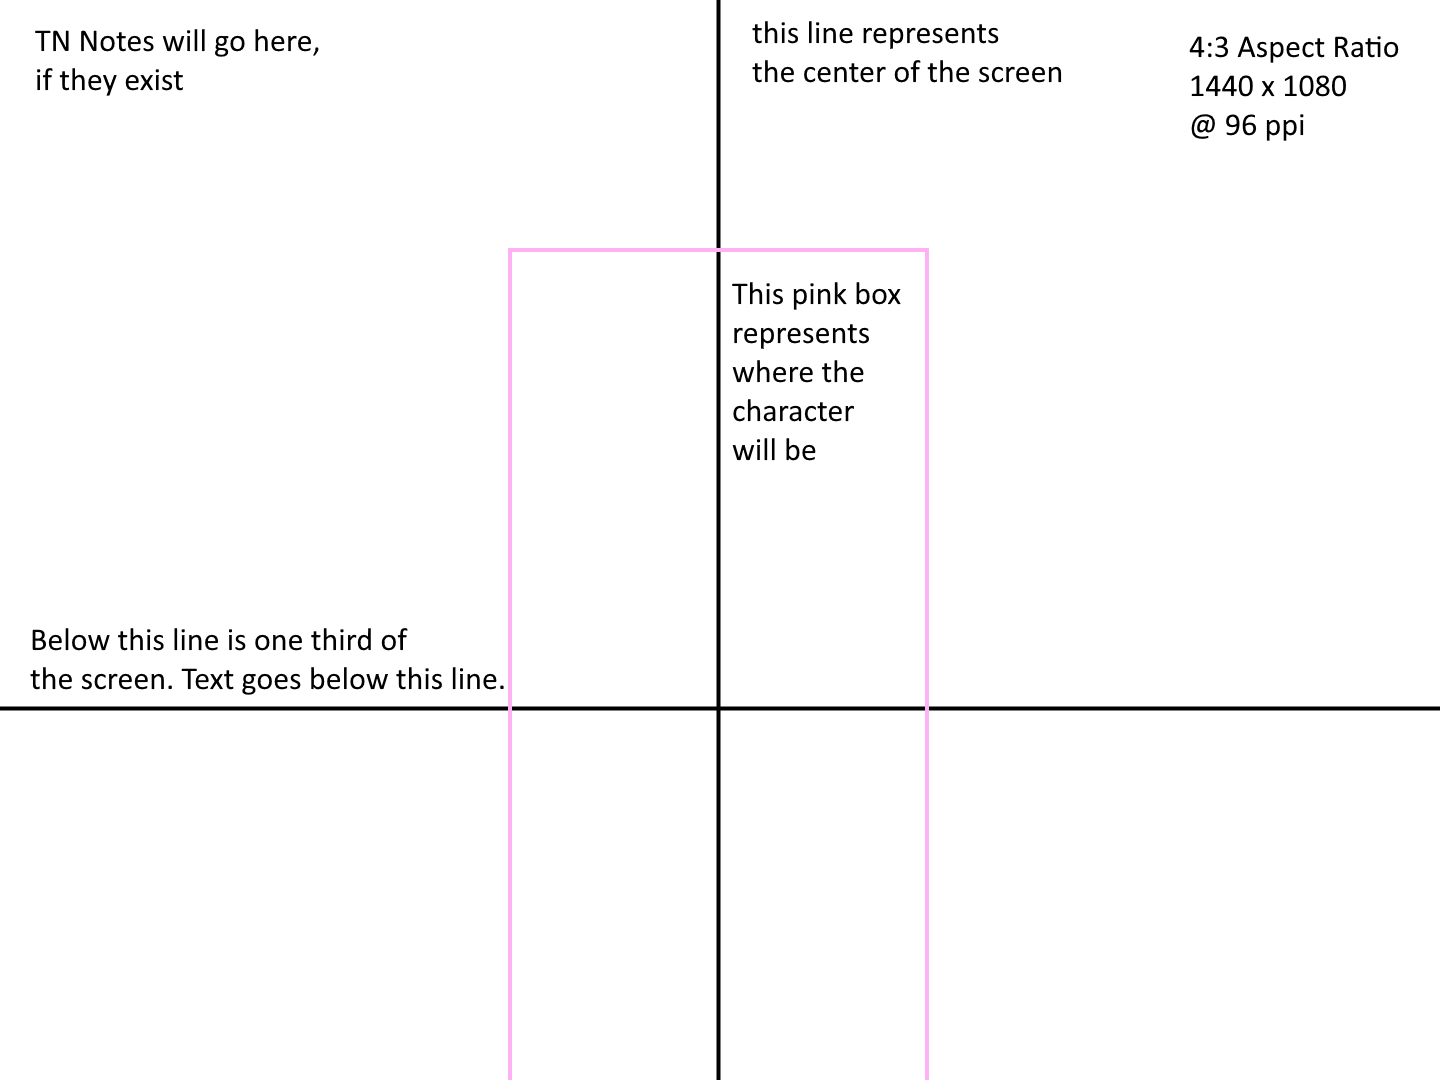 TN Notes will go here,
if they exist
this line represents
the center of the screen
4:3 Aspect Ratio
1440 x 1080
@ 96 ppi
This pink box
represents
where the
character
will be
Below this line is one third of
the screen. Text goes below this line.